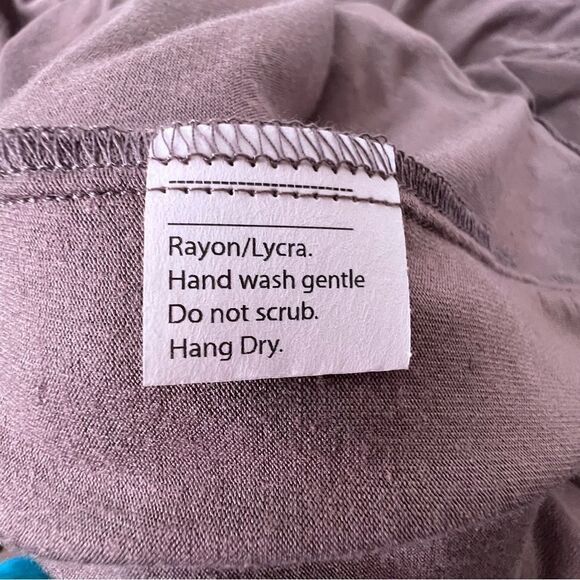 Rayon/Lycra.
Hand wash gentle
Do not scrub.
Hang Dry.